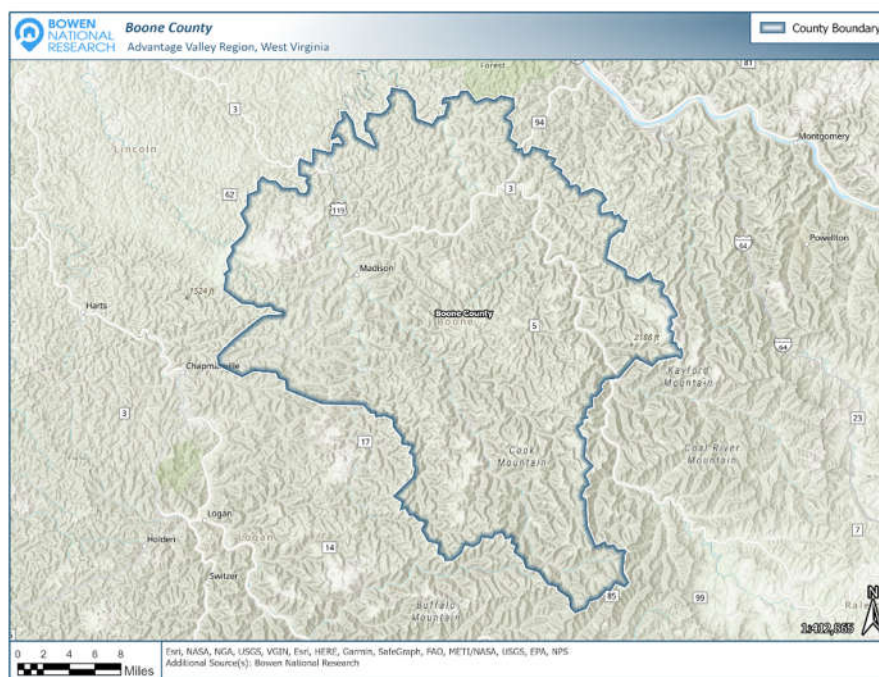 BOWEN
NATIONAL
RESEARCH
Boone County
Advantage Valley Region, West Virginia
County Boundary
Forest
81
3
94
Montgomery
Lincoln
3
62
119
64
Powellton
Madison
1524 ft
Harts
Boone County
Boone
5
2188 ft
64
Chapmanville
Kayford
Mountain
3
23
17
Cook
Mountain
Coal River
Mountain
Logan
Logan
Holden
14
7
Switzer
85
99
Buffalo
Mountain
Rale
N
1:412,865
0 2 4 6 8
Miles
Esri, NASA, NGA, USGS, VGIN, Esri, HERE, Garmin, SafeGraph, FAO, METI/NASA, USGS, EPA, NPS
Additional Source(s): Bowen National Research